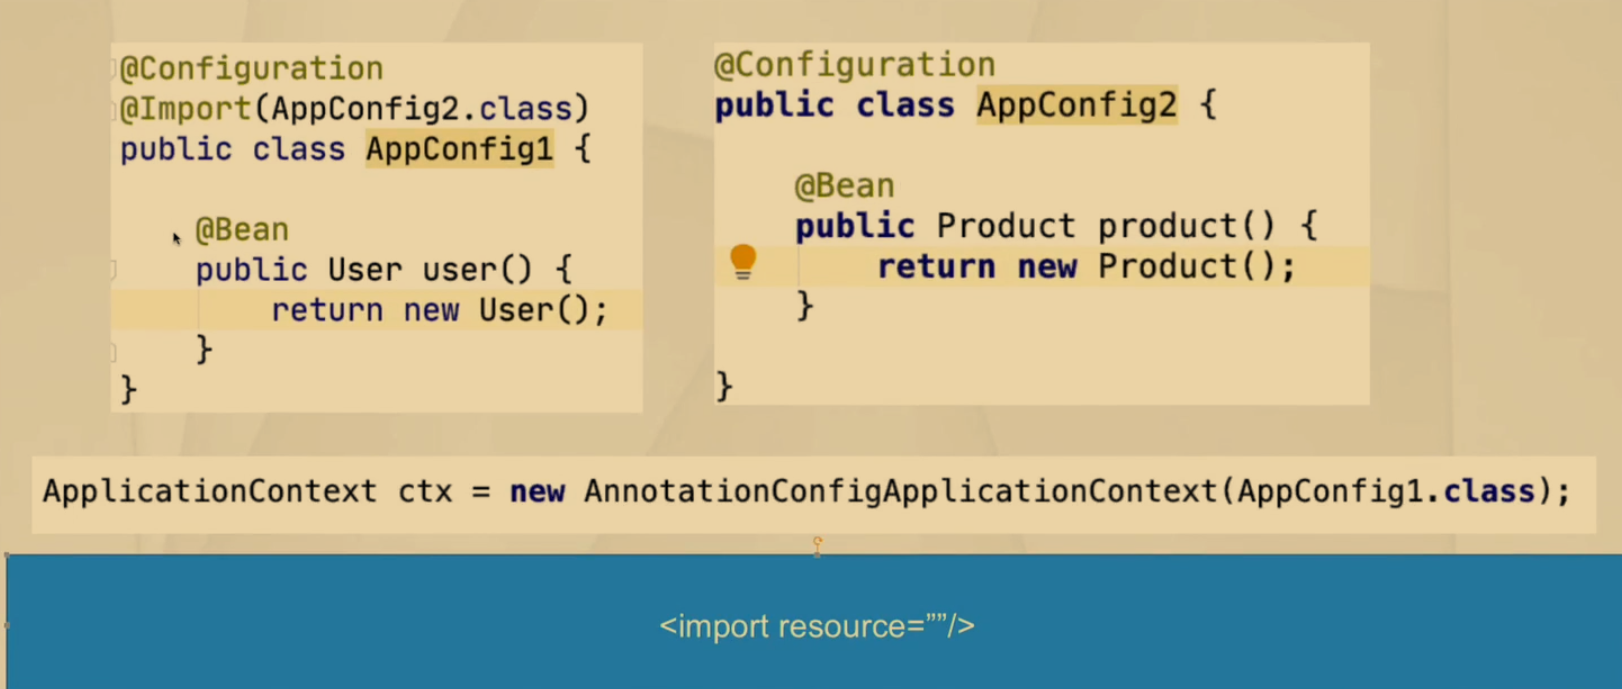 @Configuration
@Import(AppConfig2.class)
public class AppConfig1 {
@Bean
public User user() {
return new User();
}
}
@Configuration
public class AppConfig2 {
@Bean
public Product product() {
return new Product();
}
}
ApplicationContext ctx = new AnnotationConfigApplicationContext(AppConfig1.class);
<import resource=””/>